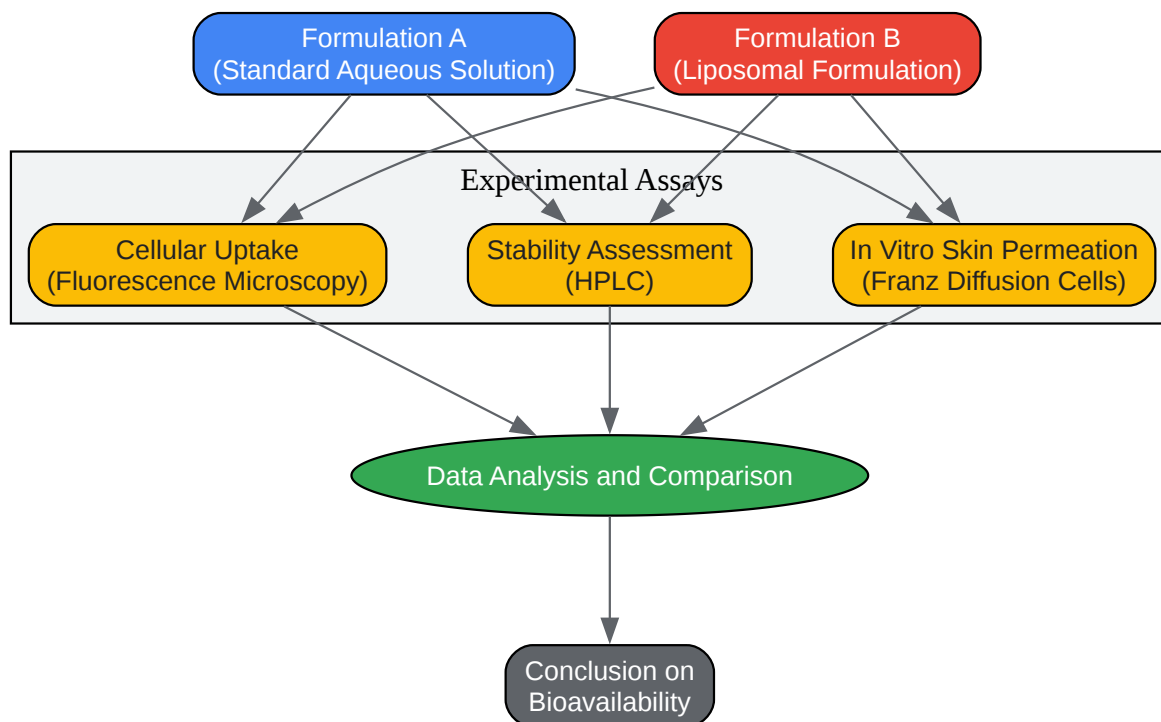 Formulation A
(Standard Aqueous Solution)
Formulation B
(Liposomal Formulation)
Experimental Assays
Cellular Uptake
(Fluorescence Microscopy)
Stability Assessment
(HPLC)
In Vitro Skin Permeation
(Franz Diffusion Cells)
Data Analysis and Comparison
Conclusion on
Bioavailability